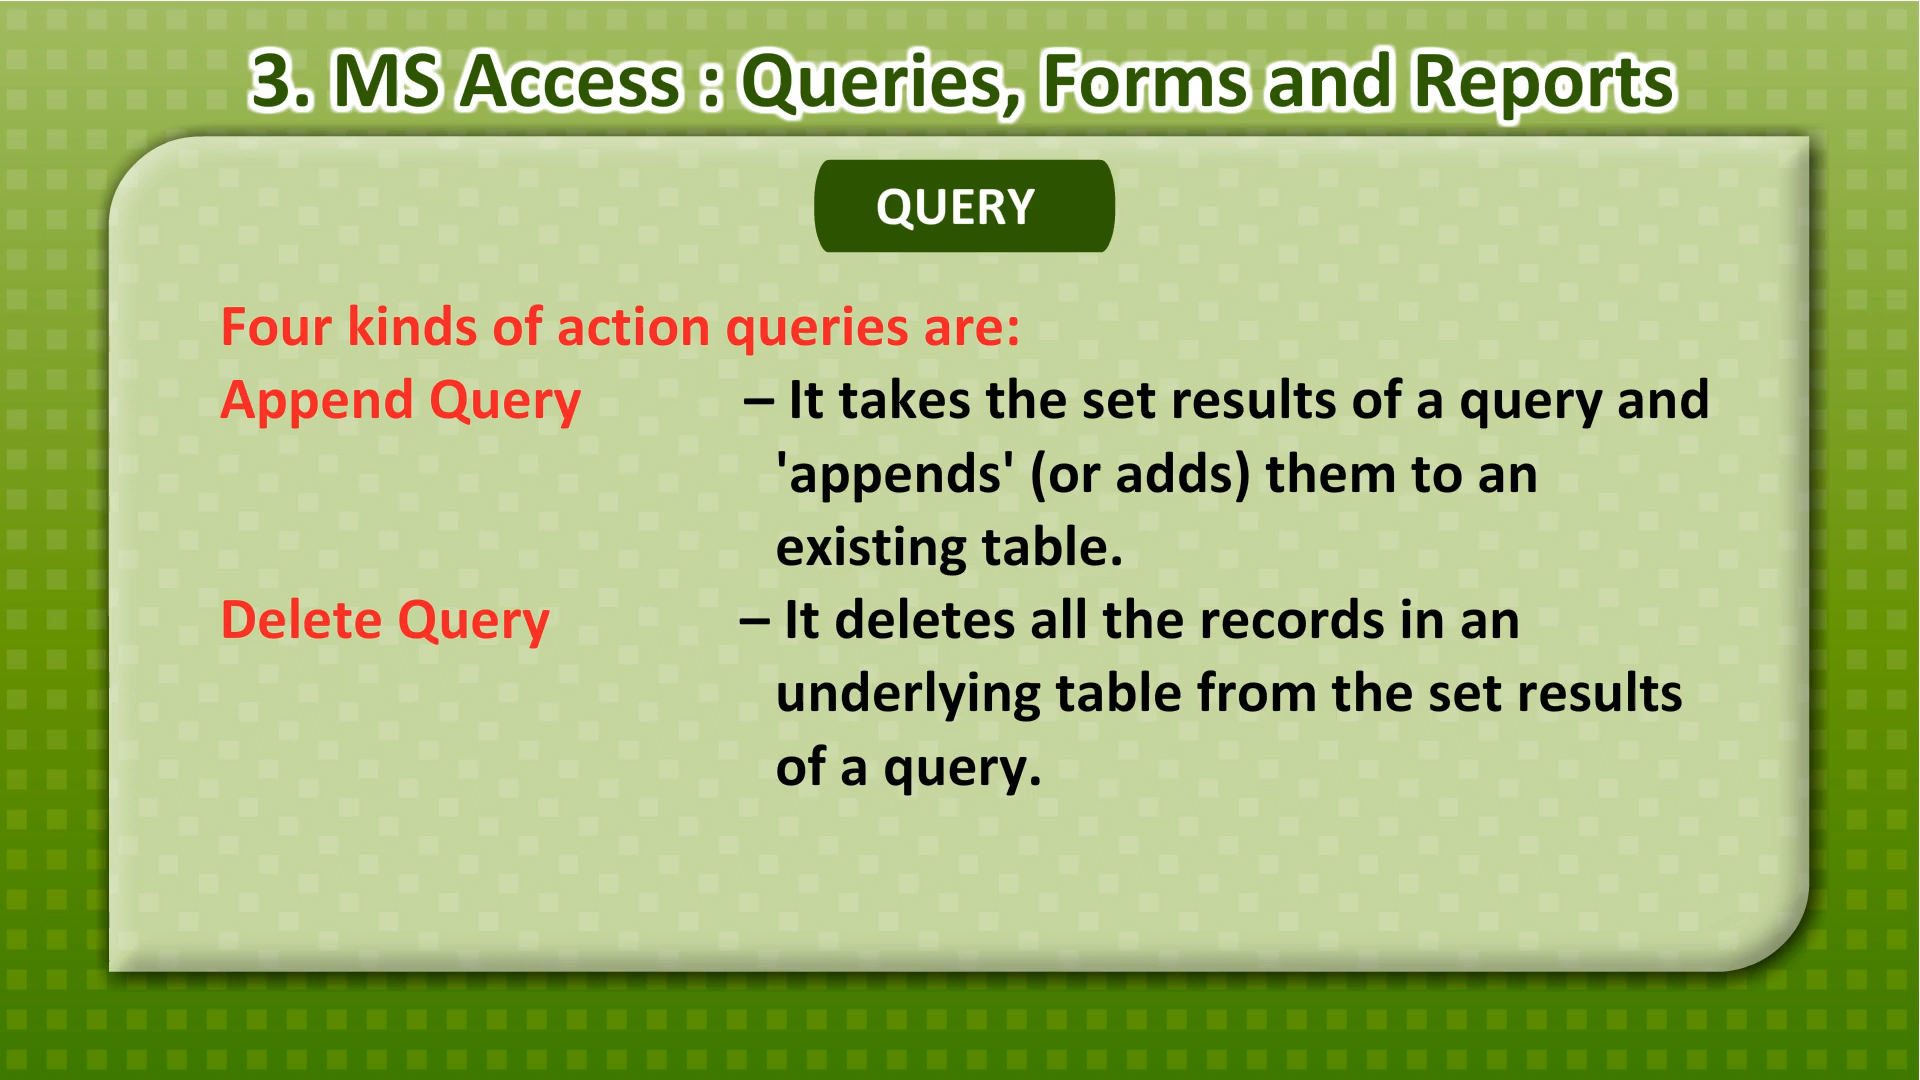 3. MS Access : Queries, Forms and Reports
QUERY
Four kinds of action queries are:
Append Query – It takes the set results of a query and
'appends' (or adds) them to an
existing table.
Delete Query – It deletes all the records in an
underlying table from the set results
of a query.